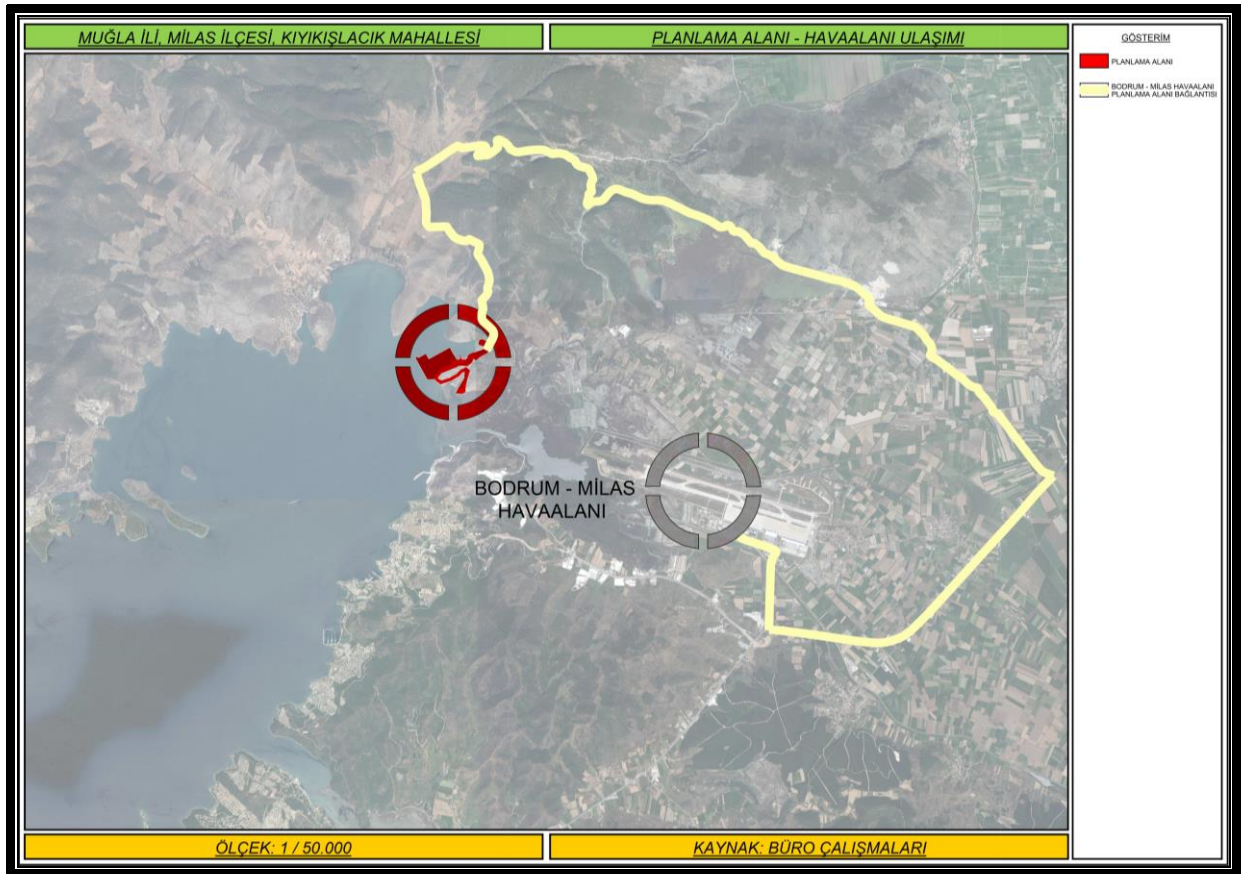 MUĞLA İLİ, MİLAS İLÇESİ, KIYIKIŞLACIK MAHALLESİ
PLANLAMA ALANI - HAVAALANI ULAŞIMI
GÖSTERİM
PLANLAMA ALANI
BODRUM - MİLAS HAVAALANI
PLANLAMA ALANI BAĞLANTISI
BODRUM - MİLAS
HAVAALANI
ÖLÇEK: 1 / 50.000
KAYNAK: BÜRO ÇALIŞMALARI